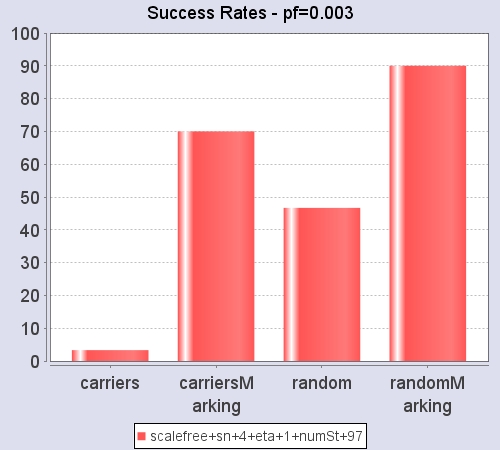 Success Rates - pf=0.003
100
90
80
70
60
50
40
30
20
10
0
carriers
carriersM
arking
random
randomM
arking
scalefree+sn+4+eta+1+numSt+97